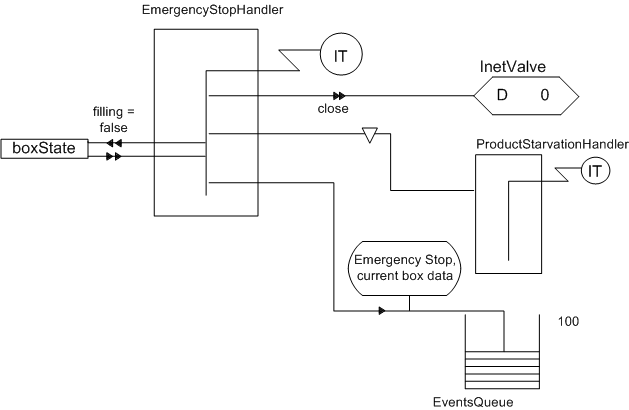 EmergencyStopHandler
IT
InetValve
D 0
close
filling =
false
boxState
ProductStarvationHandler
IT
Emergency Stop,
current box data
100
EventsQueue